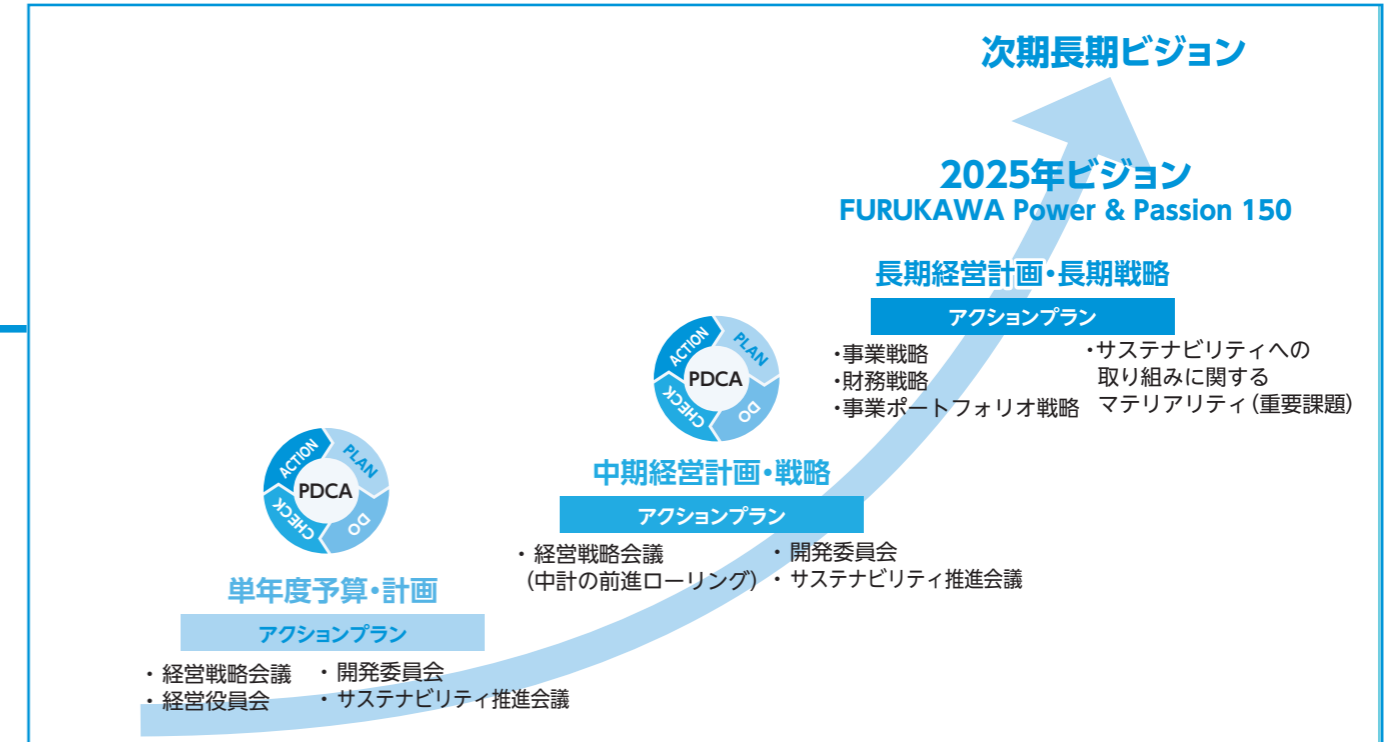 次期長期ビジョン
2025年ビジョン
FURUKAWA Power & Passion 150
長期経営計画・長期戦略
アクションプラン
・事業戦略
・財務戦略
・事業ポートフォリオ戦略
・サステナビリティへの
取り組みに関する
マテリアリティ(重要課題)
ACTION
PLAN
PDCA
CHECK
DO
中期経営計画・戦略
アクションプラン
・経営戦略会議
(中計の前進ローリング)
・開発委員会
・サステナビリティ推進会議
ACTION
PLAN
PDCA
CHECK
DO
単年度予算・計画
アクションプラン
・経営戦略会議
・経営役員会
・開発委員会
・サステナビリティ推進会議